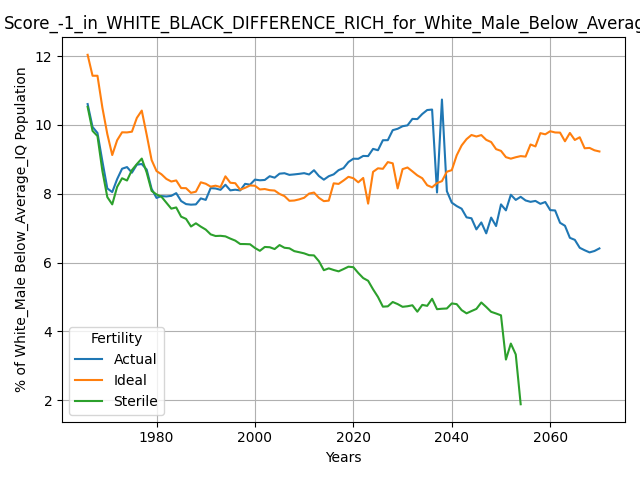 Score_-1_in_WHITE_BLACK_DIFFERENCE_RICH_for_White_Male_Below_Averag
% of White_Male Below_Average_IQ Population
12
10
8
6
4
2
Fertility
Actual
Ideal
Sterile
1980 2000 2020 2040 2060
Years